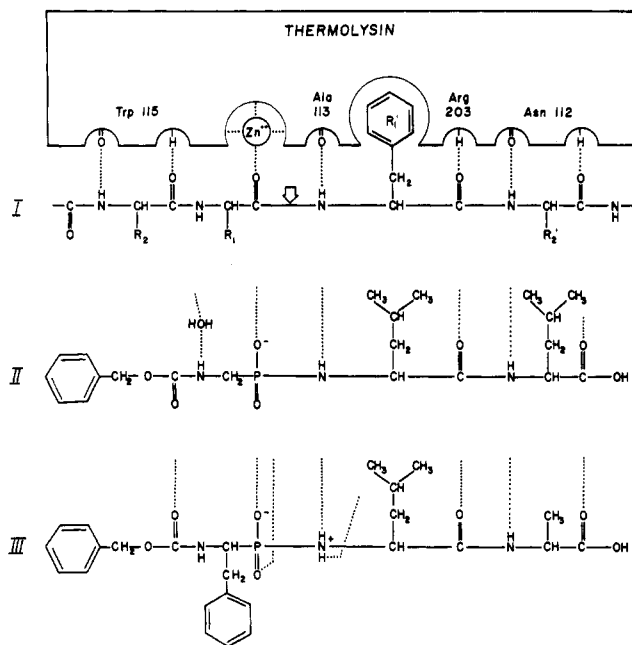 THERMOLYSIN
Trp 115 Ala 113 Arg 203 Asn 112
Zn++ R₁'
O H O H O H
CH₂
H O O H O H O
I C N CH C N CH C N CH C N CH C N
O R₂ H R₁ R₂' H
CH₃ CH₃ CH₃ CH₃
CH CH
HOH CH₂ CH₂
H O⁻ H O H O
II CH₂ O C N CH₂ P N CH C N CH C OH
O O
CH₃ CH₃
CH
CH₂
O O⁻ H O H CH₃ O
III CH₂ O C N CH P N⁺ CH C N CH C OH
H CH₂ O H